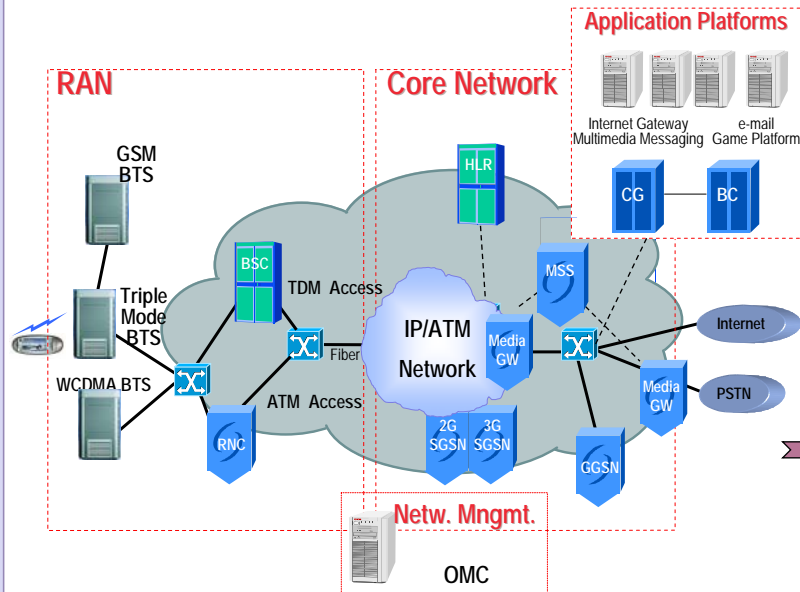 Application Platforms
Internet Gateway
Multimedia Messaging
e-mail
Game Platform
CG
BC
RAN
Core Network
GSM
BTS
HLR
BSC
MSS
TDM Access
Triple
Mode
BTS
IP/ATM
Network
Media
GW
Internet
Fiber
WCDMA BTS
ATM Access
Media
GW
PSTN
RNC
2G
SGSN
3G
SGSN
GGSN
Netw. Mngmt.
OMC